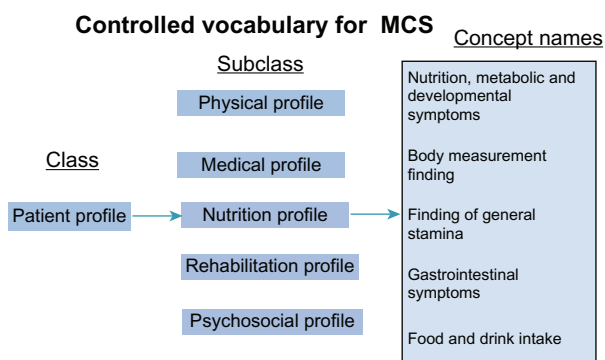 Controlled vocabulary for MCS
Class
Patient profile
Subclass
Physical profile
Medical profile
Nutrition profile
Rehabilitation profile
Psychosocial profile
Concept names
Nutrition, metabolic and
developmental
symptoms
Body measurement
finding
Finding of general
stamina
Gastrointestinal
symptoms
Food and drink intake